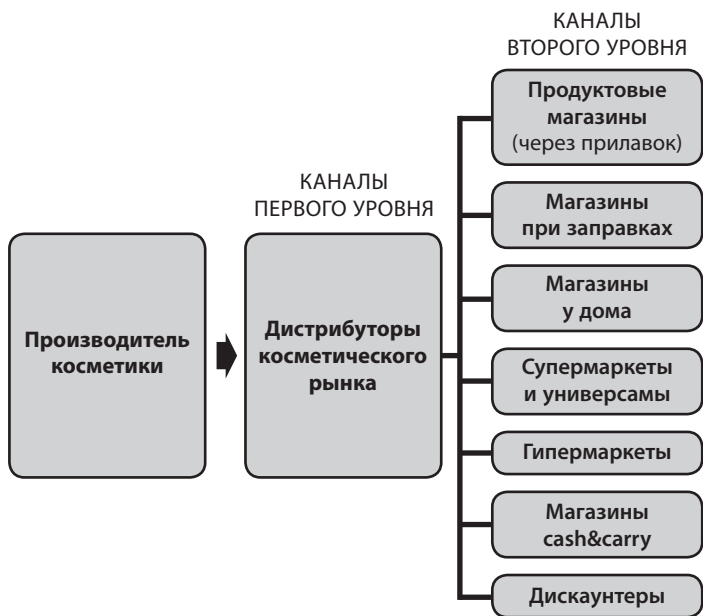 КАНАЛЫ
ВТОРОГО УРОВНЯ
Продуктовые
магазины
(через прилавок)
КАНАЛЫ
ПЕРВОГО УРОВНЯ
Магазины
при заправках
Магазины
у дома
Производитель
косметики
Дистрибуторы
косметического
рынка
Супермаркеты
и универсамы
Гипермаркеты
Магазины
cash&carry
Дискаунтеры